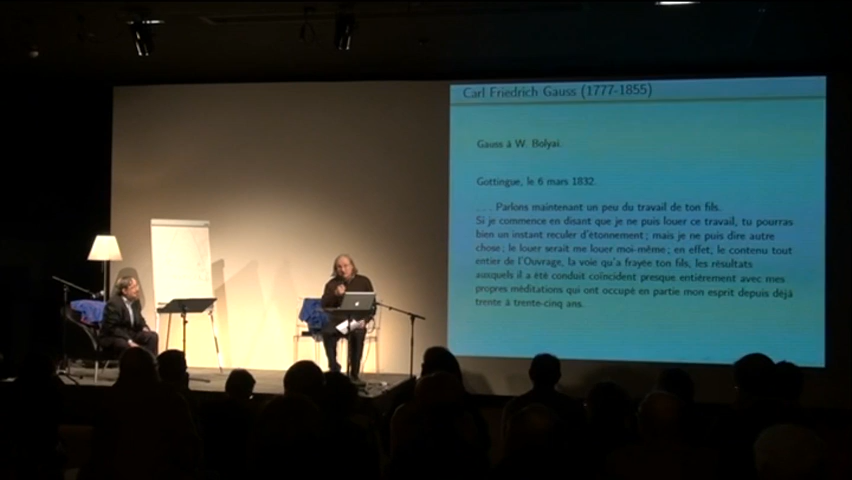 Carl Friedrich Gauss (1777-1855)
Gauss à W. Bolyai.
Gottingue, le 6 mars 1832.
... Parlons maintenant un peu du travail de ton fils.
Si je commence en disant que je ne puis louer ce travail, tu pourras
bien un instant reculer d'étonnement ; mais je ne puis dire autre
chose ; le louer serait me louer moi-même ; en effet, le contenu tout
entier de l'Ouvrage, la voie qu'a frayée ton fils, les résultats
auxquels il a été conduit coïncident presque entièrement avec mes
propres méditations qui ont occupé en partie mon esprit depuis déjà
trente à trente-cinq ans.